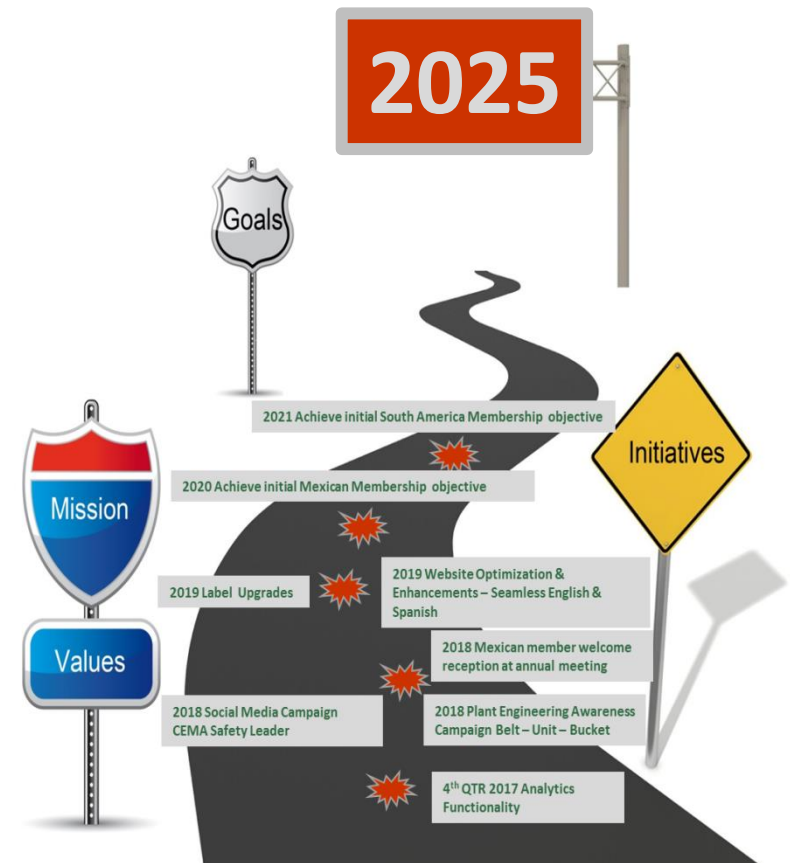 2025
Goals
2021 Achieve initial South America Membership objective
Initiatives
2020 Achieve initial Mexican Membership objective
Mission
2019 Label Upgrades
2019 Website Optimization &
Enhancements – Seamless English &
Spanish
Values
2018 Mexican member welcome
reception at annual meeting
2018 Social Media Campaign
CEMA Safety Leader
2018 Plant Engineering Awareness
Campaign Belt – Unit – Bucket
4th QTR 2017 Analytics
Functionality